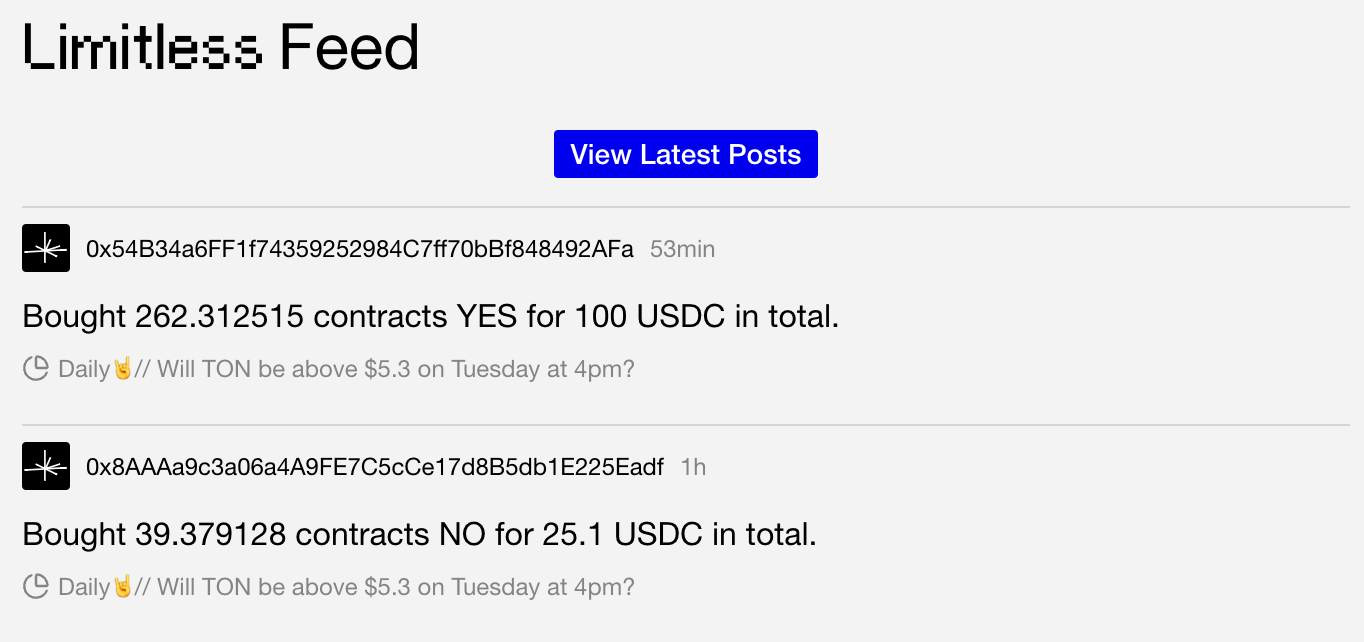 Limitless Feed
View Latest Posts
0x54B34a6FF1f74359252984C7ff70bBf848492AFa 53min
Bought 262.312515 contracts YES for 100 USDC in total.
Daily🤘// Will TON be above $5.3 on Tuesday at 4pm?
0x8AAAa9c3a06a4A9FE7C5cCe17d8B5db1E225Eadf 1h
Bought 39.379128 contracts NO for 25.1 USDC in total.
Daily🤘// Will TON be above $5.3 on Tuesday at 4pm?